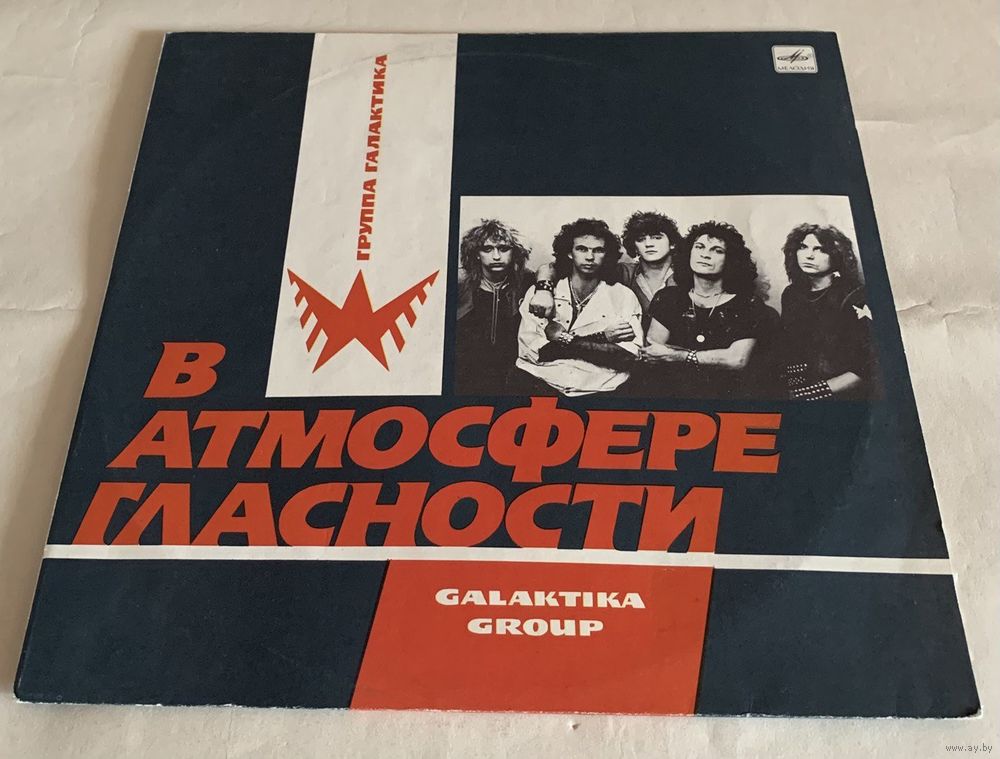 МЕЛОДИЯ
ГРУППА ГАЛАКТИКА
В
АТМОСФЕРЕ
ГЛАСНОСТИ
GALAKTIKA
GROUP
www.ay.by